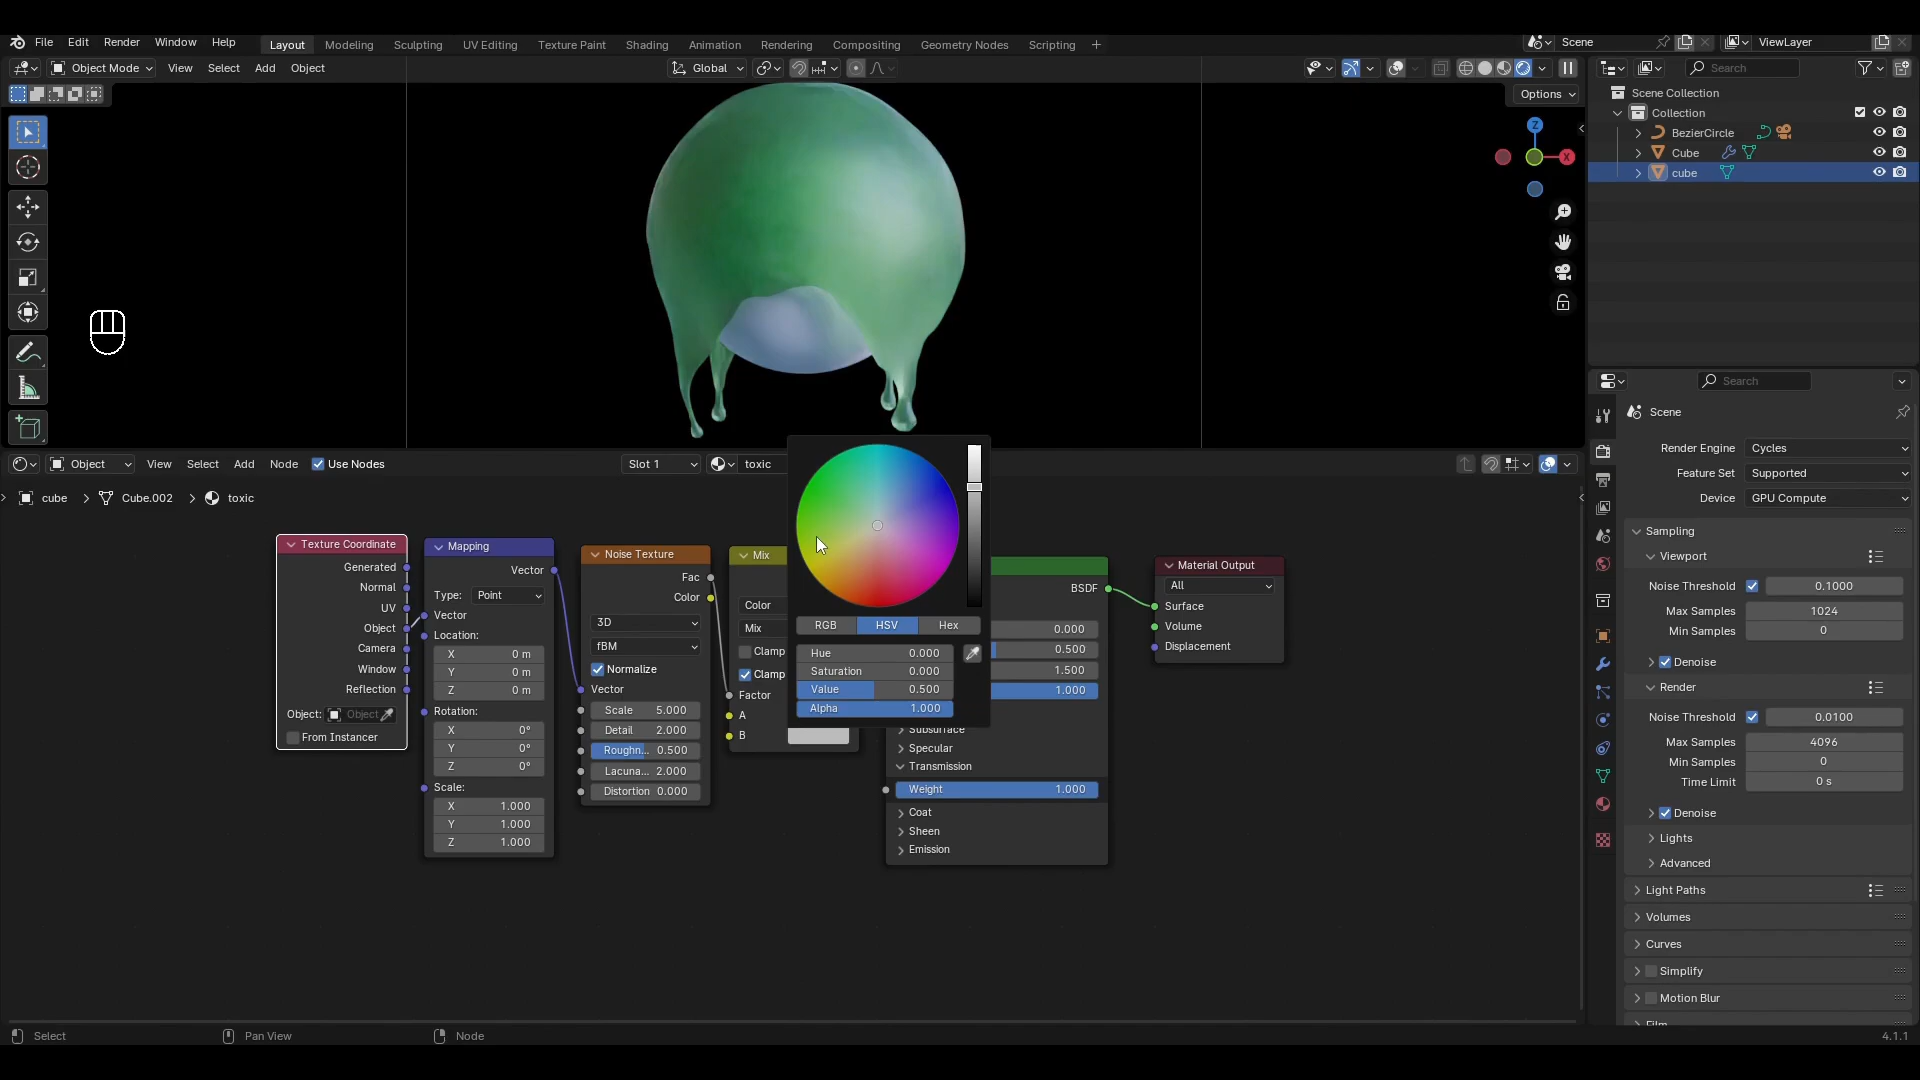 File Edit Render Window Help Layout Modeling Sculpting UV Editing Texture Paint Shading Animation Rendering Compositing Geometry Nodes Scripting + Scene ViewLayer
Object Mode View Select Add Object Global Search
Options
Z
X
Scene Collection
Collection
BezierCircle
Cube
cube
Search
Scene
Render Engine Cycles
Feature Set Supported
Device GPU Compute
Sampling
Viewport
Noise Threshold 0.1000
Max Samples 1024
Min Samples 0
Denoise
Render
Noise Threshold 0.0100
Max Samples 4096
Min Samples 0
Time Limit 0 s
Denoise
Lights
Advanced
Light Paths
Volumes
Curves
Simplify
Motion Blur
Film
Object View Select Add Node Use Nodes Slot 1 toxic
cube Cube.002 toxic
Texture Coordinate
Generated
Normal
UV
Object
Camera
Window
Reflection
Object: Object
From Instancer
Mapping
Vector
Type: Point
Vector
Location:
X 0 m
Y 0 m
Z 0 m
Rotation:
X 0°
Y 0°
Z 0°
Scale:
X 1.000
Y 1.000
Z 1.000
Noise Texture
Fac
Color
3D
fBM
Normalize
Vector
Scale 5.000
Detail 2.000
Roughn... 0.500
Lacuna... 2.000
Distortion 0.000
Mix
Color
Mix
Clamp
Clamp
Factor
A
B
RGB HSV Hex
Hue 0.000
Saturation 0.000
Value 0.500
Alpha 1.000
BSDF
0.000
0.500
1.500
1.000
Subsurface
Specular
Transmission
Weight 1.000
Coat
Sheen
Emission
Material Output
All
Surface
Volume
Displacement
Select Pan View Node 4.1.1